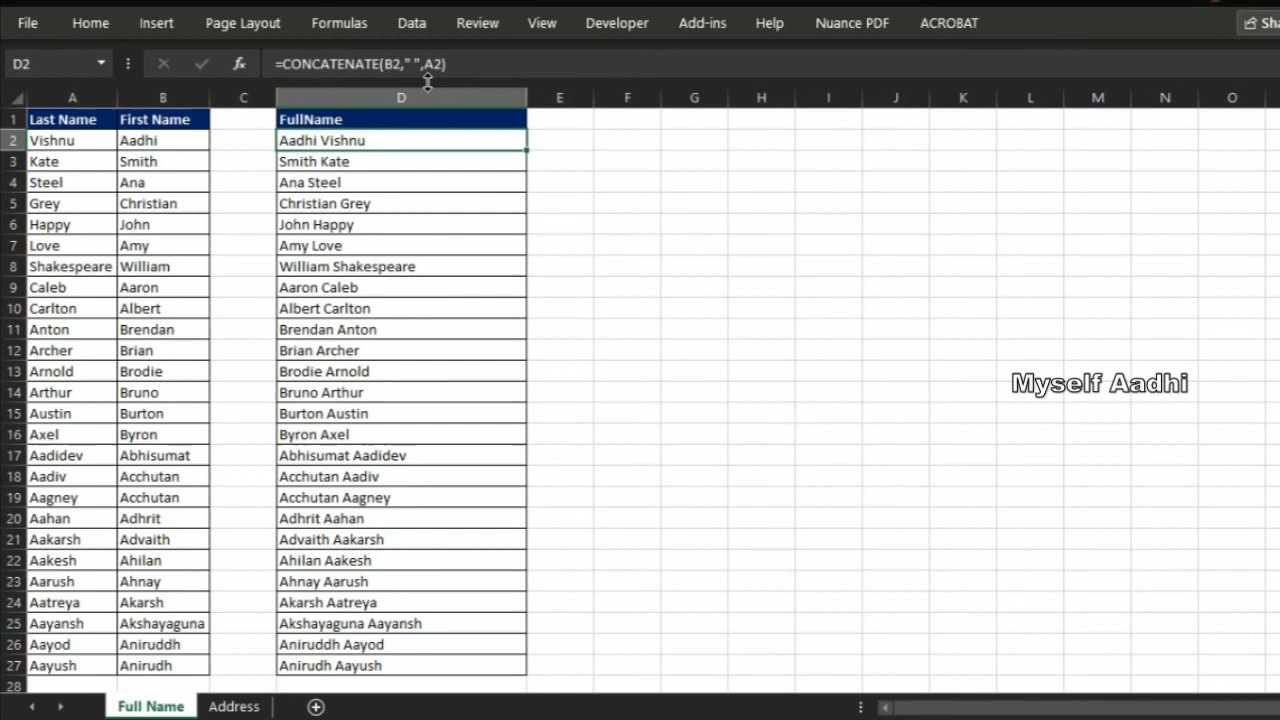 File Home Insert Page Layout Formulas Data Review View Developer Add-ins Help Nuance PDF ACROBAT
D2 fx =CONCATENATE(B2," ",A2)
A B C D E F G H I J K L M N O
1 Last Name First Name FullName
2 Vishnu Aadhi Aadhi Vishnu
3 Kate Smith Smith Kate
4 Steel Ana Ana Steel
5 Grey Christian Christian Grey
6 Happy John John Happy
7 Love Amy Amy Love
8 Shakespeare William William Shakespeare
9 Caleb Aaron Aaron Caleb
10 Carlton Albert Albert Carlton
11 Anton Brendan Brendan Anton
12 Archer Brian Brian Archer
13 Arnold Brodie Brodie Arnold
Myself Aadhi
14 Arthur Bruno Bruno Arthur
15 Austin Burton Burton Austin
16 Axel Byron Byron Axel
17 Aadidev Abhisumat Abhisumat Aadidev
18 Aadiv Acchutan Acchutan Aadiv
19 Aagney Acchutan Acchutan Aagney
20 Aahan Adhrit Adhrit Aahan
21 Aakarsh Advaith Advaith Aakarsh
22 Aakesh Ahilan Ahilan Aakesh
23 Aarush Ahnay Ahnay Aarush
24 Aatreya Akarsh Akarsh Aatreya
25 Aayansh Akshayaguna Akshayaguna Aayansh
26 Aayod Aniruddh Aniruddh Aayod
27 Aayush Anirudh Anirudh Aayush
28
Full Name Address